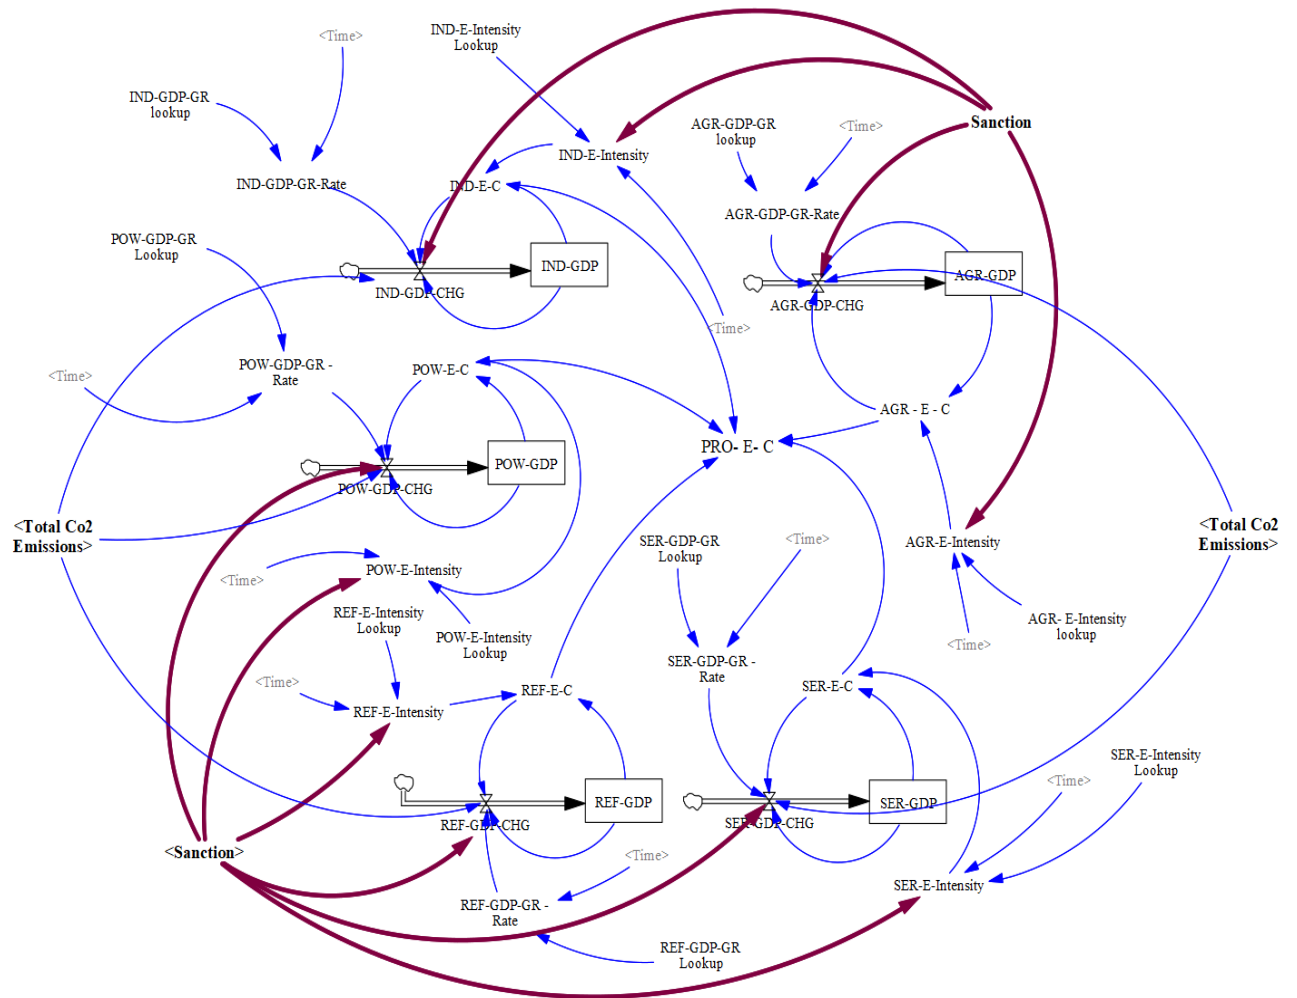 <Time>
IND-E-Intensity
Lookup
IND-GDP-GR
lookup
Sanction
AGR-GDP-GR
lookup
<Time>
IND-E-Intensity
IND-GDP-GR-Rate
IND-E-C
AGR-GDP-GR-Rate
POW-GDP-GR
Lookup
IND-GDP
AGR-GDP
IND-GDP-CHG
AGR-GDP-CHG
<Time>
POW-GDP-GR -
Rate
<Time>
POW-E-C
AGR - E - C
PRO- E- C
POW-GDP
POW-GDP-CHG
<Total Co2
Emissions>
<Total Co2
Emissions>
SER-GDP-GR
Lookup
<Time>
AGR-E-Intensity
<Time>
POW-E-Intensity
REF-E-Intensity
Lookup
POW-E-Intensity
Lookup
AGR- E-Intensity
lookup
<Time>
SER-GDP-GR -
Rate
<Time>
REF-E-C
SER-E-C
REF-E-Intensity
SER-E-Intensity
Lookup
<Time>
REF-GDP
SER-GDP
REF-GDP-CHG
SER-GDP-CHG
<Sanction>
<Time>
SER-E-Intensity
REF-GDP-GR -
Rate
REF-GDP-GR
Lookup